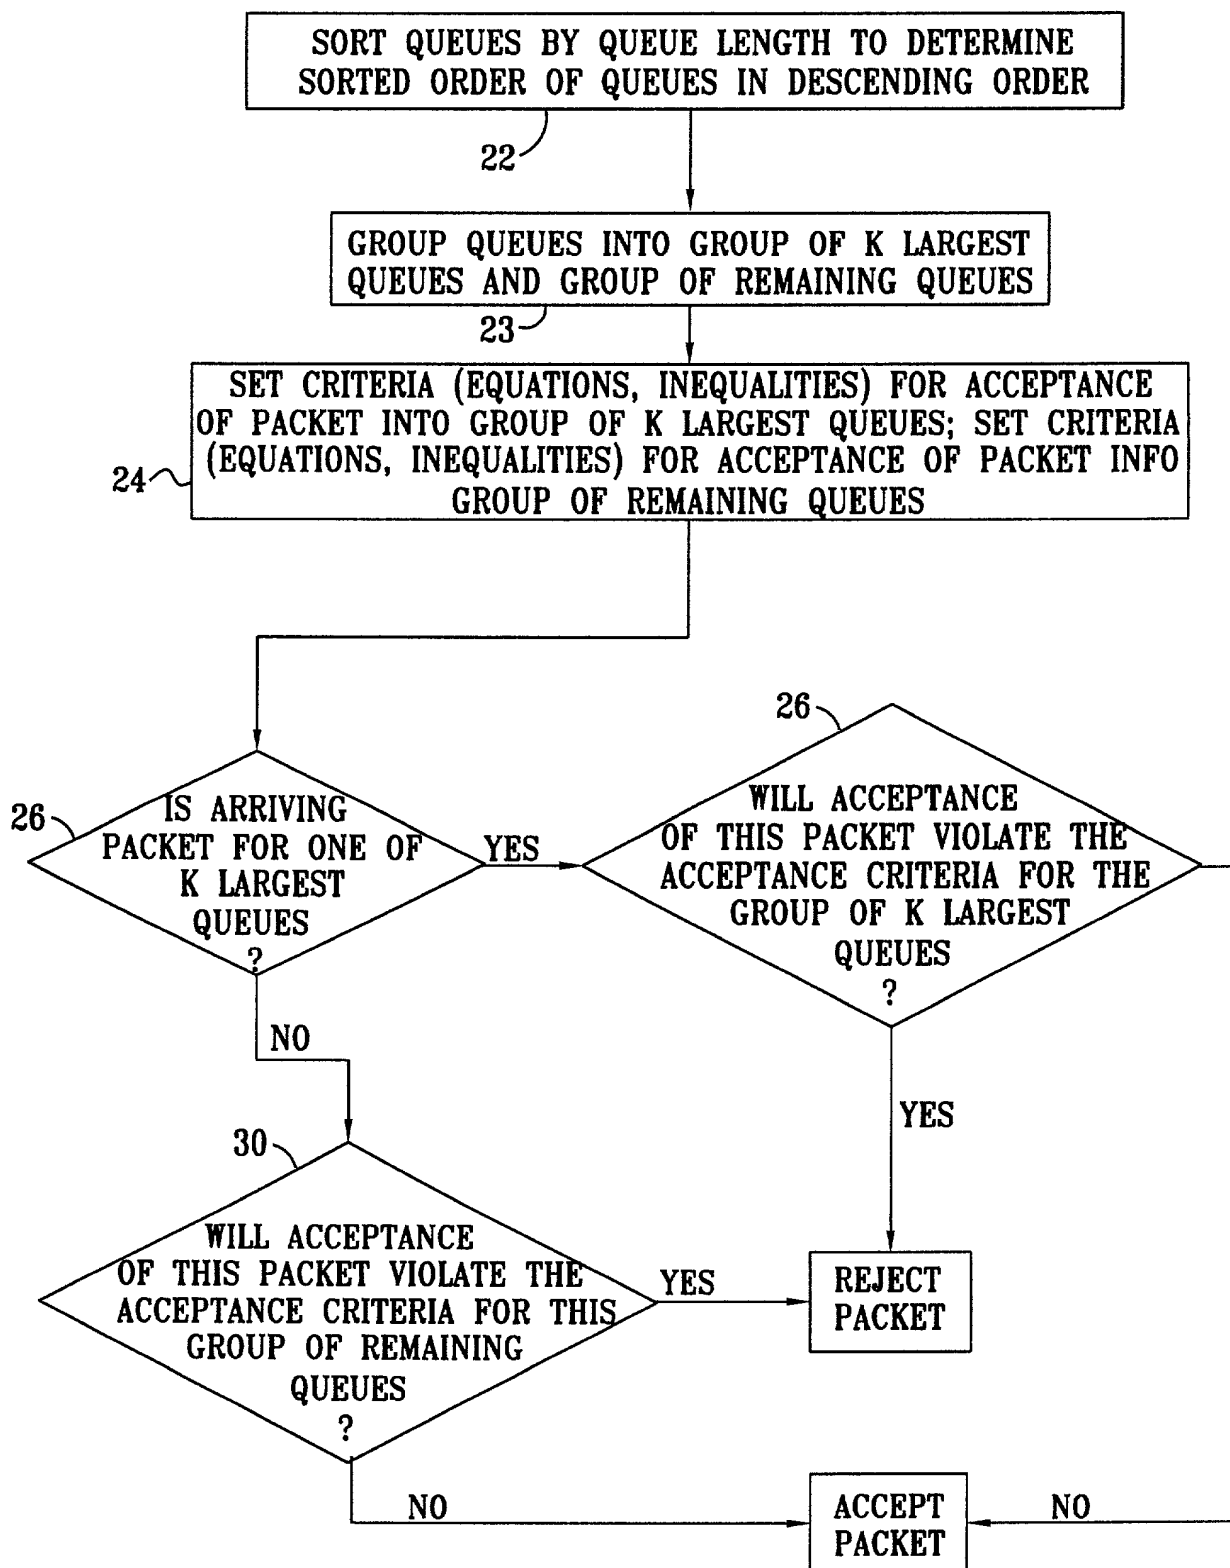 SORT QUEUES BY QUEUE LENGTH TO DETERMINE
SORTED ORDER OF QUEUES IN DESCENDING ORDER
22
GROUP QUEUES INTO GROUP OF K LARGEST
QUEUES AND GROUP OF REMAINING QUEUES
23
SET CRITERIA (EQUATIONS, INEQUALITIES) FOR ACCEPTANCE
OF PACKET INTO GROUP OF K LARGEST QUEUES; SET CRITERIA
(EQUATIONS, INEQUALITIES) FOR ACCEPTANCE OF PACKET INFO
GROUP OF REMAINING QUEUES
24
26
IS ARRIVING
PACKET FOR ONE OF
K LARGEST
QUEUES
?
YES
26
WILL ACCEPTANCE
OF THIS PACKET VIOLATE THE
ACCEPTANCE CRITERIA FOR THE
GROUP OF K LARGEST
QUEUES
?
NO
YES
30
WILL ACCEPTANCE
OF THIS PACKET VIOLATE THE
ACCEPTANCE CRITERIA FOR THIS
GROUP OF REMAINING
QUEUES
?
YES
REJECT
PACKET
NO
ACCEPT
PACKET
NO